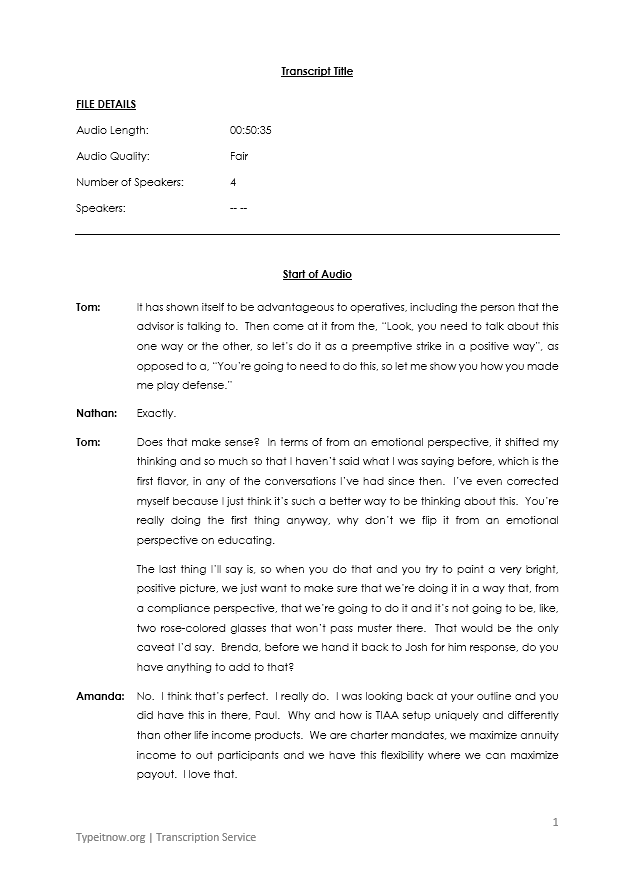 Transcript Title
FILE DETAILS
Audio Length: 00:50:35
Audio Quality: Fair
Number of Speakers: 4
Speakers: -- --
Start of Audio
Tom: It has shown itself to be advantageous to operatives, including the person that the
advisor is talking to.  Then come at it from the, “Look, you need to talk about this
one way or the other, so let’s do it as a preemptive strike in a positive way”, as
opposed to a, “You’re going to need to do this, so let me show you how you made
me play defense.”
Nathan: Exactly.
Tom: Does that make sense?  In terms of from an emotional perspective, it shifted my
thinking and so much so that I haven’t said what I was saying before, which is the
first flavor, in any of the conversations I’ve had since then.  I’ve even corrected
myself because I just think it’s such a better way to be thinking about this.  You’re
really doing the first thing anyway, why don’t we flip it from an emotional
perspective on educating.
The last thing I’ll say is, so when you do that and you try to paint a very bright,
positive picture, we just want to make sure that we’re doing it in a way that, from
a compliance perspective, that we’re going to do it and it’s not going to be, like,
two rose-colored glasses that won’t pass muster there.  That would be the only
caveat I’d say.  Brenda, before we hand it back to Josh for him response, do you
have anything to add to that?
Amanda: No.  I think that’s perfect.  I really do.  I was looking back at your outline and you
did have this in there, Paul.  Why and how is TIAA setup uniquely and differently
than other life income products.  We are charter mandates, we maximize annuity
income to out participants and we have this flexibility where we can maximize
payout.  I love that.
1
Typeitnow.org | Transcription Service